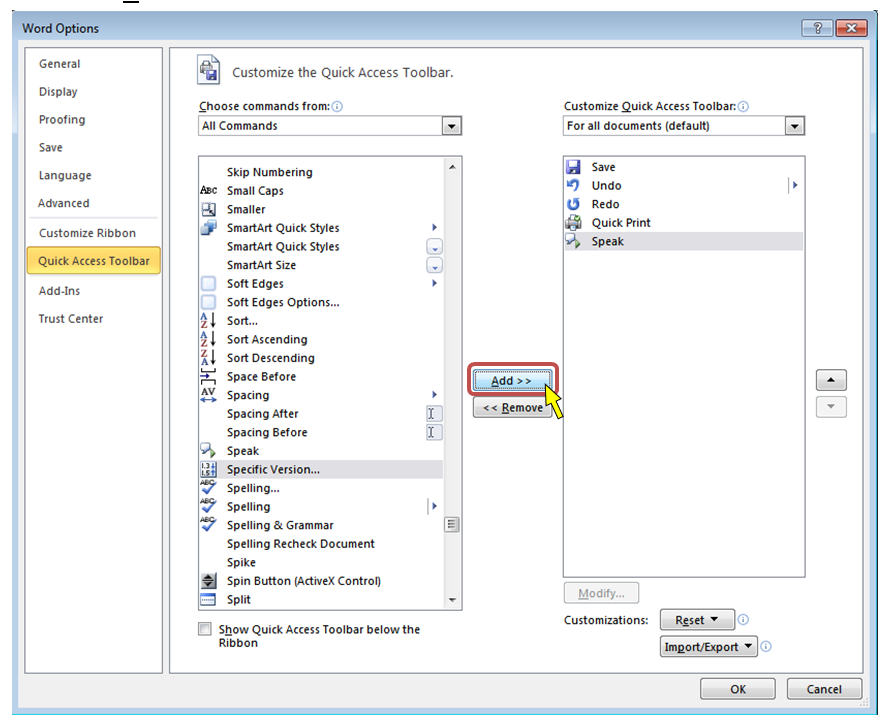 Word Options
General
Display
Proofing
Save
Language
Advanced
Customize Ribbon
Quick Access Toolbar
Add-Ins
Trust Center
Customize the Quick Access Toolbar.
Choose commands from:
All Commands
Skip Numbering
Small Caps
Smaller
SmartArt Quick Styles
SmartArt Quick Styles
SmartArt Size
Soft Edges
Soft Edges Options...
Sort...
Sort Ascending
Sort Descending
Space Before
Spacing
Spacing After
Spacing Before
Speak
Specific Version...
Spelling...
Spelling
Spelling & Grammar
Spelling Recheck Document
Spike
Spin Button (ActiveX Control)
Split
Show Quick Access Toolbar below the
Ribbon
Add >>
<< Remove
Customize Quick Access Toolbar:
For all documents (default)
Save
Undo
Redo
Quick Print
Speak
Modify...
Customizations:
Reset
Import/Export
OK
Cancel